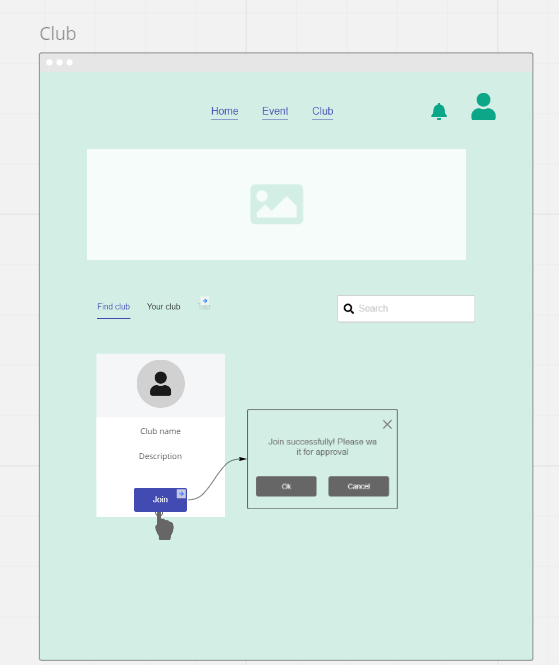 Club
Home Event Club
Find club Your club
Search
Club name
Description
Join
Join successfully! Please wa
it for approval
Ok Cancel